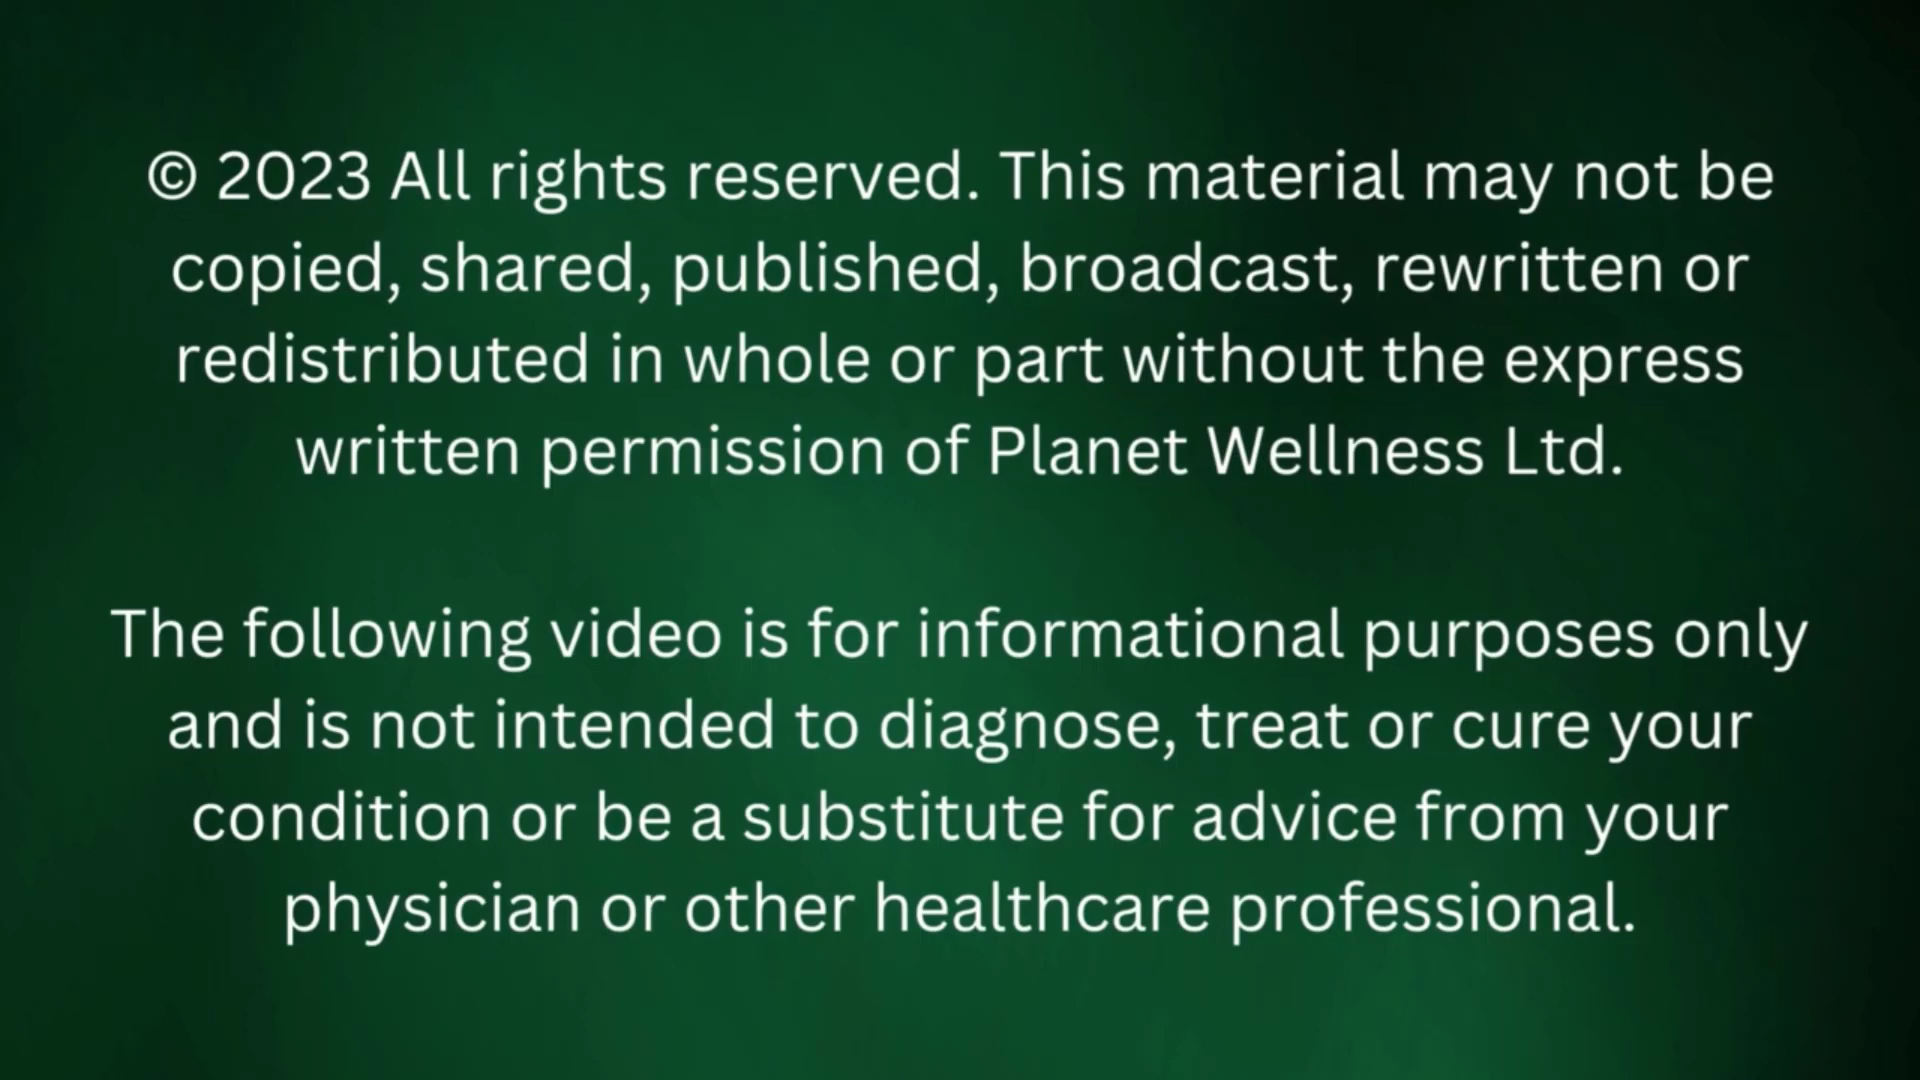 © 2023 All rights reserved. This material may not be
copied, shared, published, broadcast, rewritten or
redistributed in whole or part without the express
written permission of Planet Wellness Ltd.
The following video is for informational purposes only
and is not intended to diagnose, treat or cure your
condition or be a substitute for advice from your
physician or other healthcare professional.